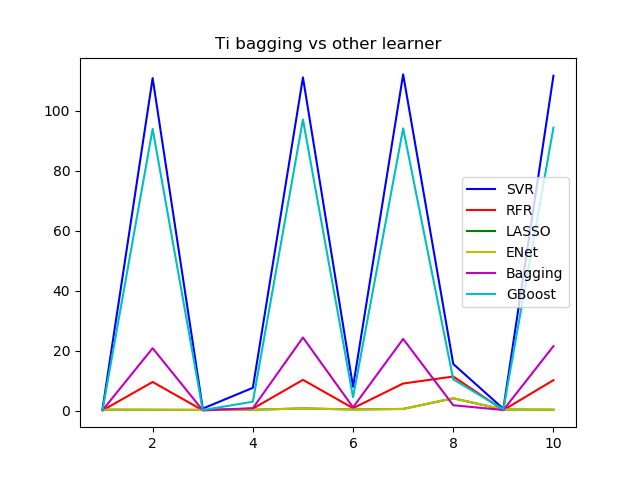 Ti bagging vs other learner
100
80
60
40
20
0
SVR
RFR
LASSO
ENet
Bagging
GBoost
2 4 6 8 10